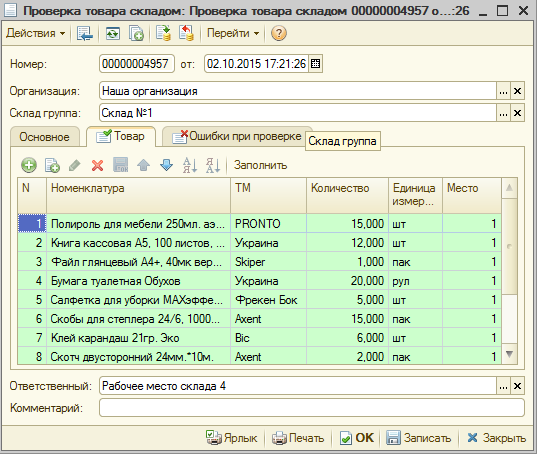 Проверка товара складом: Проверка товара складом 00000004957 о...:26
Действия Перейти
Номер: 00000004957 от: 02.10.2015 17:21:26
Организация: Наша организация ... ×
Склад группа: Склад №1 ... ×
Основное Товар Ошибки при проверке
Склад группа
Заполнить
N Номенклатура ТМ Количество Единица измер... Место
1 Полироль для мебели 250мл. аэ... PRONTO 15,000 шт 1
2 Книга кассовая А5, 100 листов, ... Украина 12,000 шт 1
3 Файл глянцевый А4+, 40мк вер... Skiper 1,000 пак 1
4 Бумага туалетная Обухов Украина 20,000 рул 1
5 Салфетка для уборки МАХэффе... Фрекен Бок 5,000 шт 1
6 Скобы для степлера 24/6, 1000... Axent 15,000 пак 1
7 Клей карандаш 21гр. Эко Bic 6,000 шт 1
8 Скотч двусторонний 24мм.*10м. Axent 2,000 пак 1
Ответственный: Рабочее место склада 4 ... ×
Комментарий:
Ярлык Печать ОК Записать Закрыть